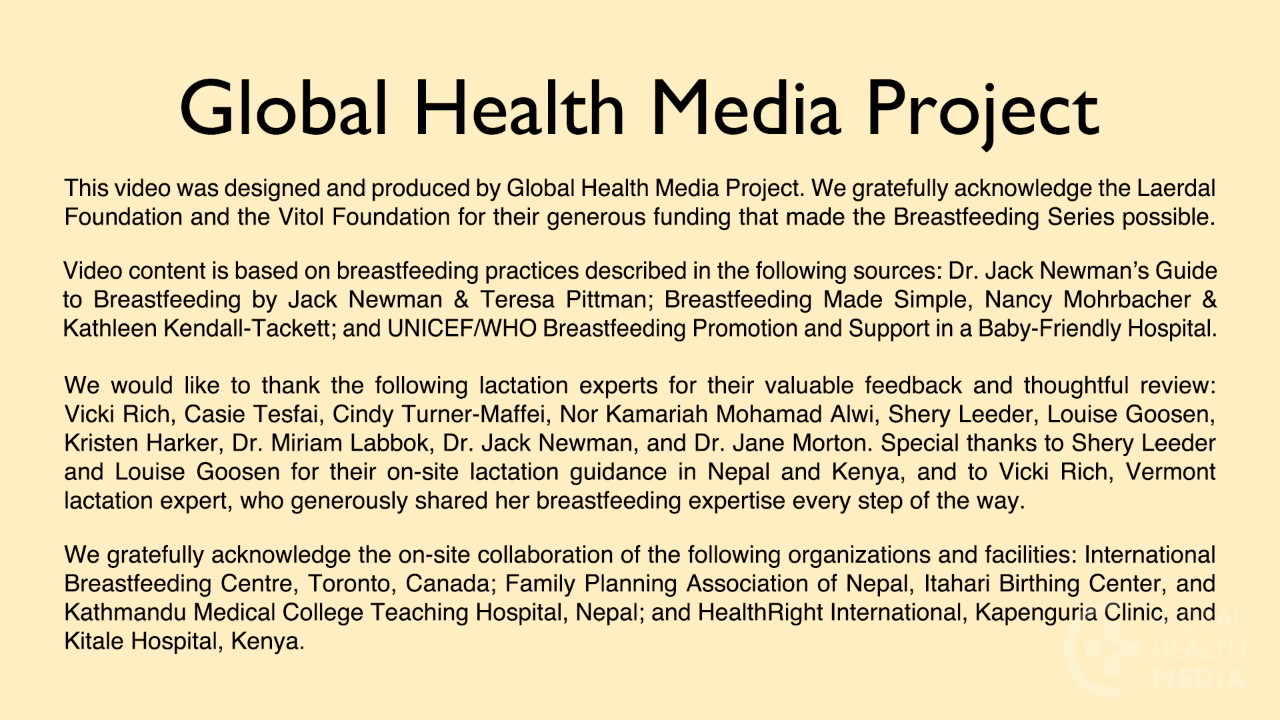 Global Health Media Project
This video was designed and produced by Global Health Media Project. We gratefully acknowledge the Laerdal
Foundation and the Vitol Foundation for their generous funding that made the Breastfeeding Series possible.
Video content is based on breastfeeding practices described in the following sources: Dr. Jack Newman’s Guide
to Breastfeeding by Jack Newman & Teresa Pittman; Breastfeeding Made Simple, Nancy Mohrbacher &
Kathleen Kendall-Tackett; and UNICEF/WHO Breastfeeding Promotion and Support in a Baby-Friendly Hospital.
We would like to thank the following lactation experts for their valuable feedback and thoughtful review:
Vicki Rich, Casie Tesfai, Cindy Turner-Maffei, Nor Kamariah Mohamad Alwi, Shery Leeder, Louise Goosen,
Kristen Harker, Dr. Miriam Labbok, Dr. Jack Newman, and Dr. Jane Morton. Special thanks to Shery Leeder
and Louise Goosen for their on-site lactation guidance in Nepal and Kenya, and to Vicki Rich, Vermont
lactation expert, who generously shared her breastfeeding expertise every step of the way.
We gratefully acknowledge the on-site collaboration of the following organizations and facilities: International
Breastfeeding Centre, Toronto, Canada; Family Planning Association of Nepal, Itahari Birthing Center, and
Kathmandu Medical College Teaching Hospital, Nepal; and HealthRight International, Kapenguria Clinic, and
Kitale Hospital, Kenya.
HEALTH
MEDIA